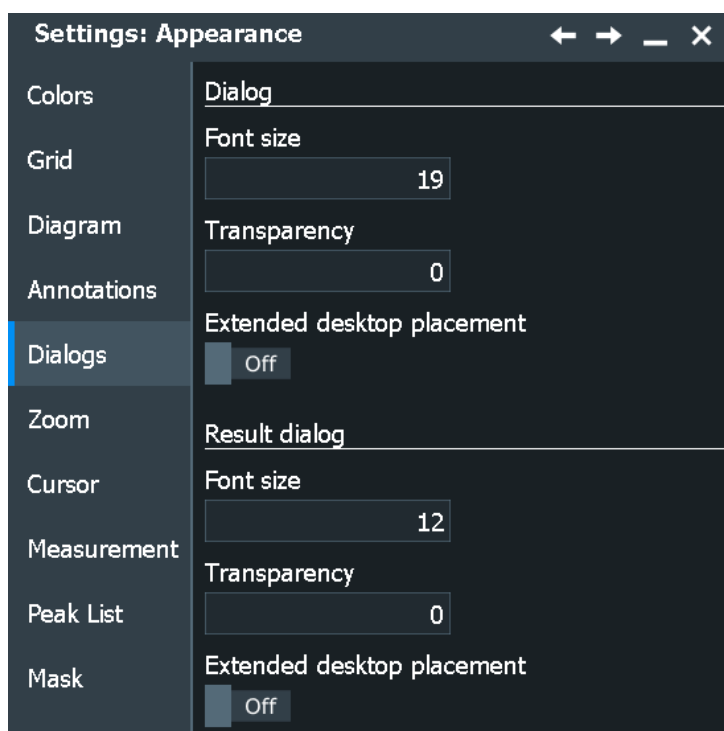 Settings: Appearance
Colors
Grid
Diagram
Annotations
Dialogs
Zoom
Cursor
Measurement
Peak List
Mask
Dialog
Font size
19
Transparency
0
Extended desktop placement
Off
Result dialog
Font size
12
Transparency
0
Extended desktop placement
Off